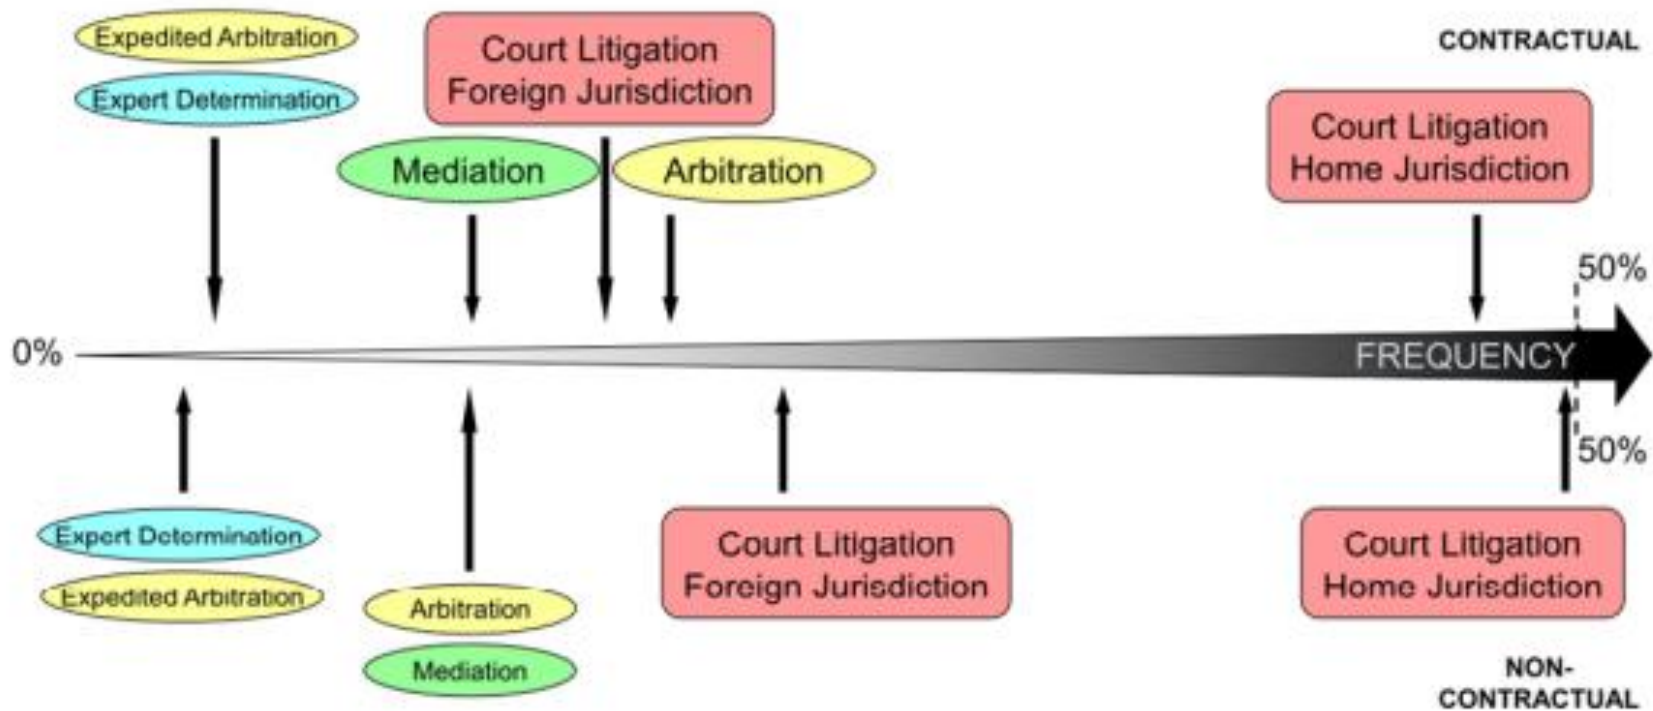 Expedited Arbitration
Expert Determination
Court Litigation
Foreign Jurisdiction
Mediation
Arbitration
CONTRACTUAL
Court Litigation
Home Jurisdiction
50%
0%
FREQUENCY
50%
Expert Determination
Expedited Arbitration
Arbitration
Mediation
Court Litigation
Foreign Jurisdiction
Court Litigation
Home Jurisdiction
NON-
CONTRACTUAL